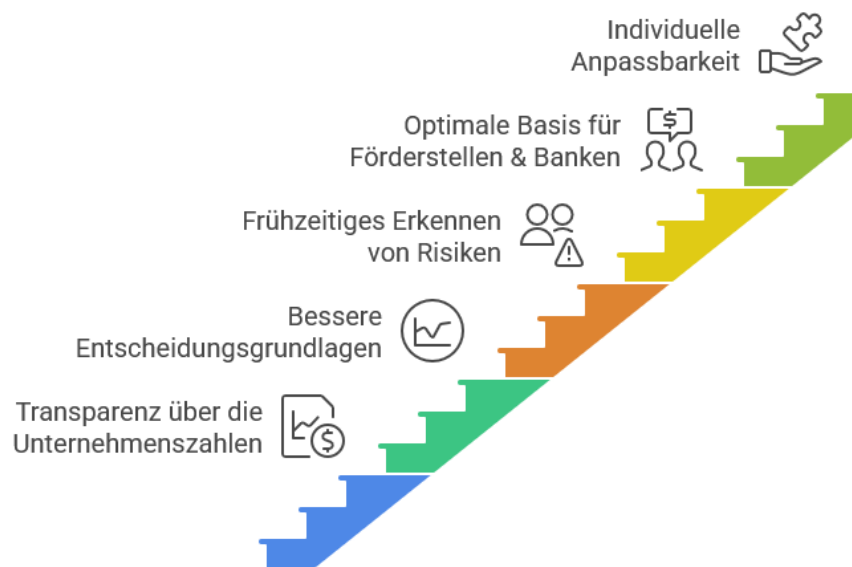 Individuelle
Anpassbarkeit
$
Optimale Basis für
Förderstellen & Banken
Frühzeitiges Erkennen
von Risiken
!
Bessere
Entscheidungsgrundlagen
Transparenz über die
Unternehmenszahlen
$